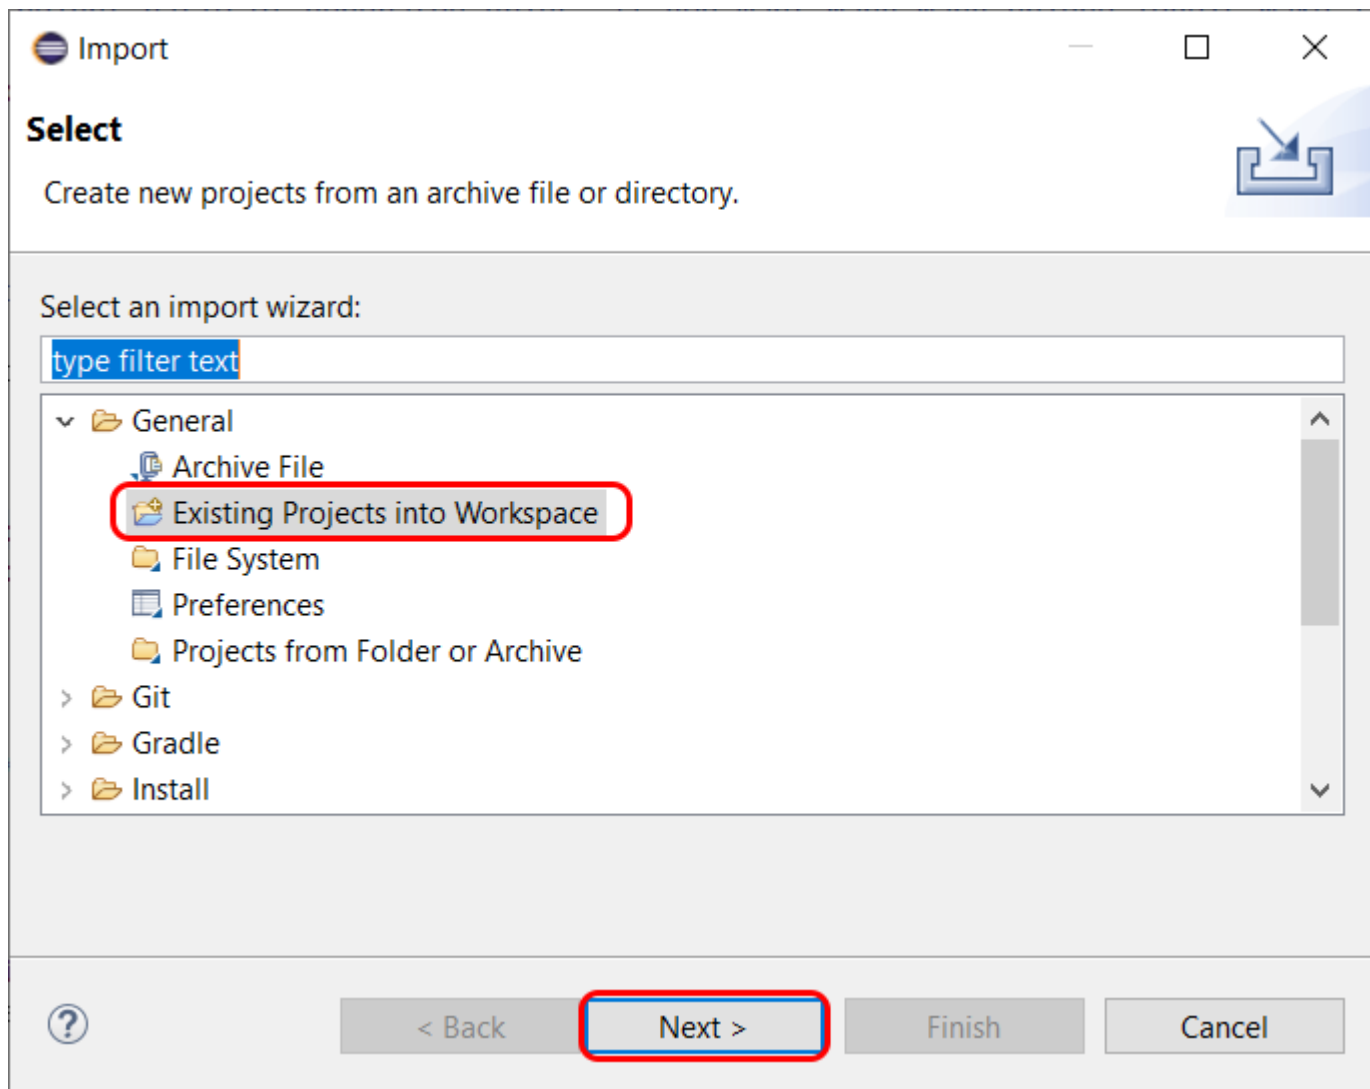 Import
Select
Create new projects from an archive file or directory.
Select an import wizard:
type filter text
General
Archive File
Existing Projects into Workspace
File System
Preferences
Projects from Folder or Archive
Git
Gradle
Install
? < Back Next > Finish Cancel